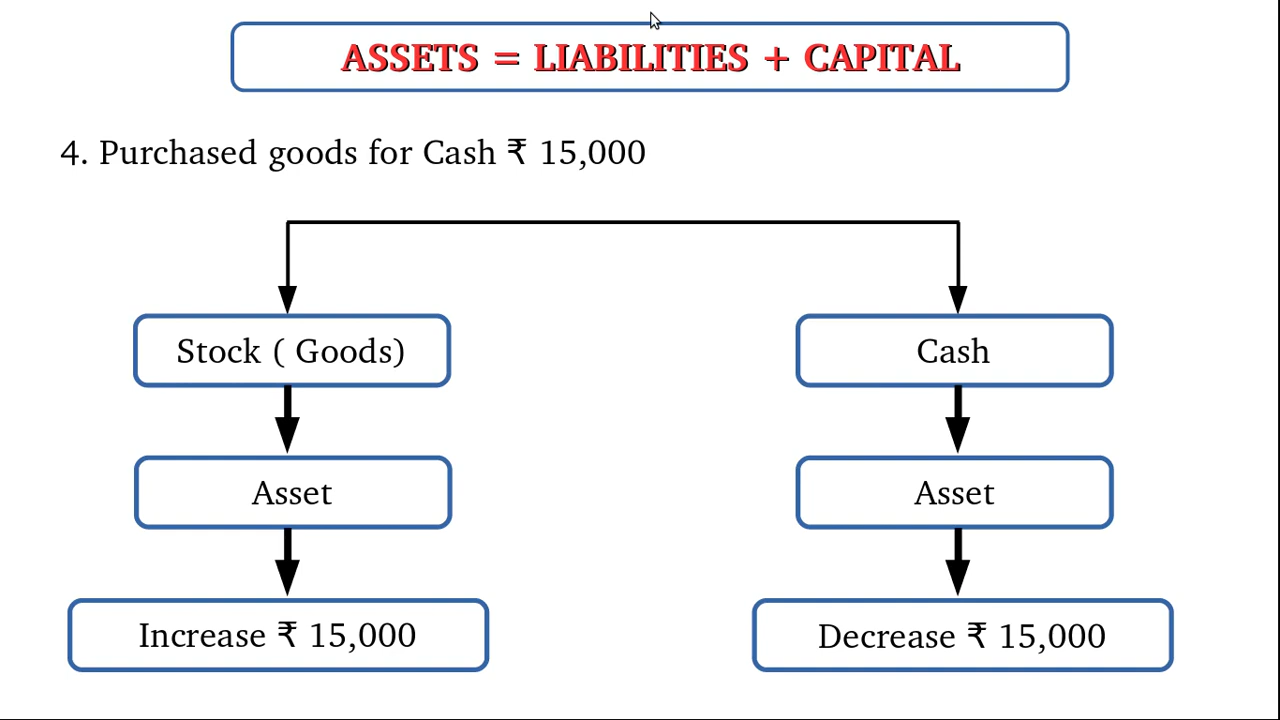 ASSETS = LIABILITIES + CAPITAL
4. Purchased goods for Cash ₹ 15,000
Stock ( Goods)
Cash
Asset
Asset
Increase ₹ 15,000
Decrease ₹ 15,000